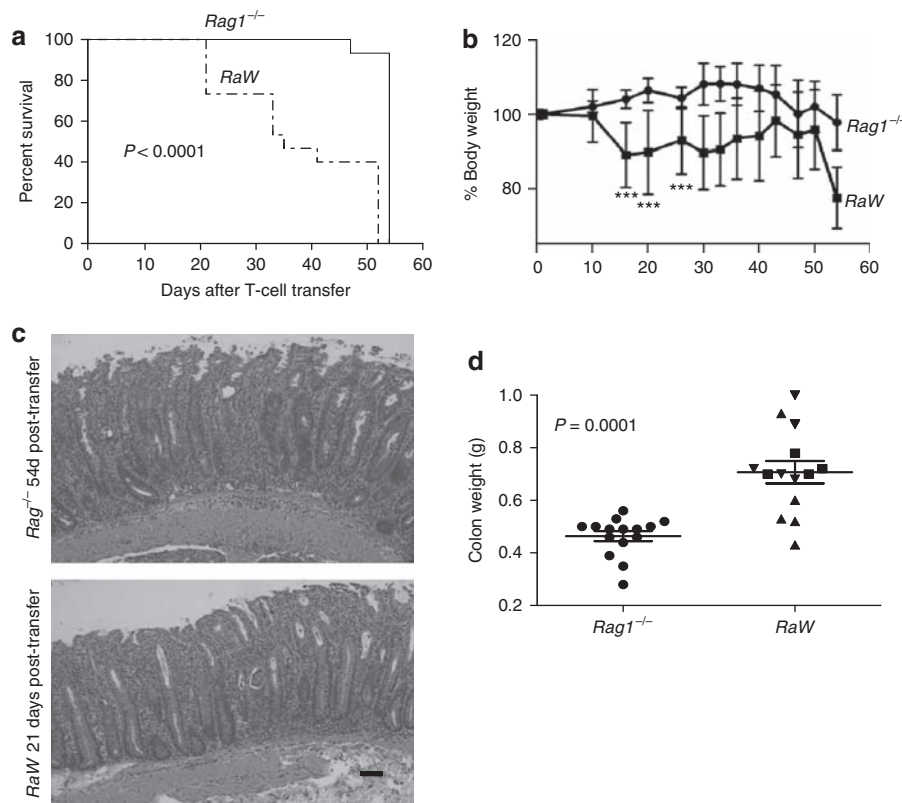 a
Rag1–/–
100
80
60
40
20
0
Percent survival
RaW
P < 0.0001
0 10 20 30 40 50 60
Days after T-cell transfer
b
120
100
80
% Body weight
Rag1–/–
RaW
***
***
***
0 10 20 30 40 50 60
c
Rag–/– 54d post-transfer
RaW 21 days post-transfer
d
1.0
0.8
0.6
0.4
0.2
Colon weight (g)
P = 0.0001
Rag1–/– RaW